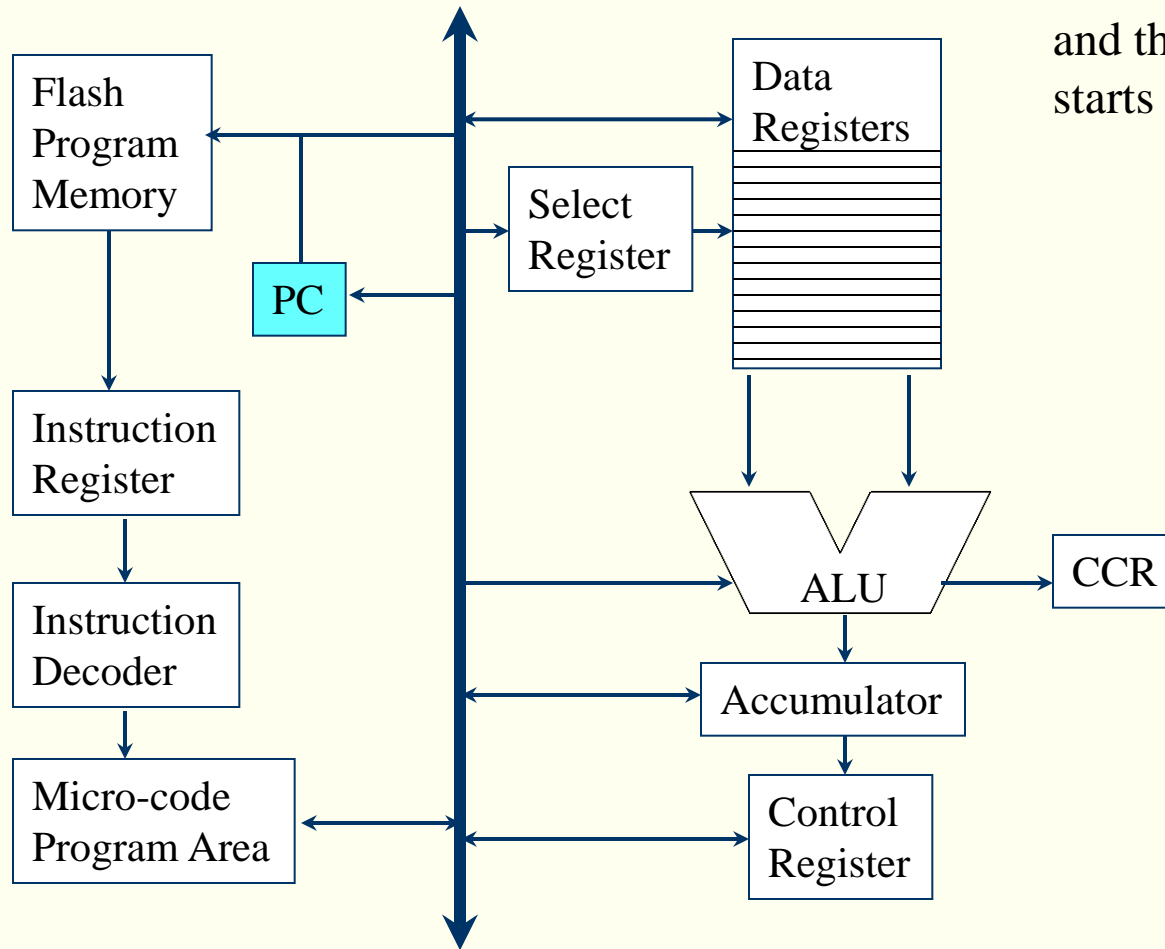 and th
starts
Flash
Program
Memory
PC
Instruction
Register
Instruction
Decoder
Micro-code
Program Area
Data
Registers
Select
Register
ALU
CCR
Accumulator
Control
Register